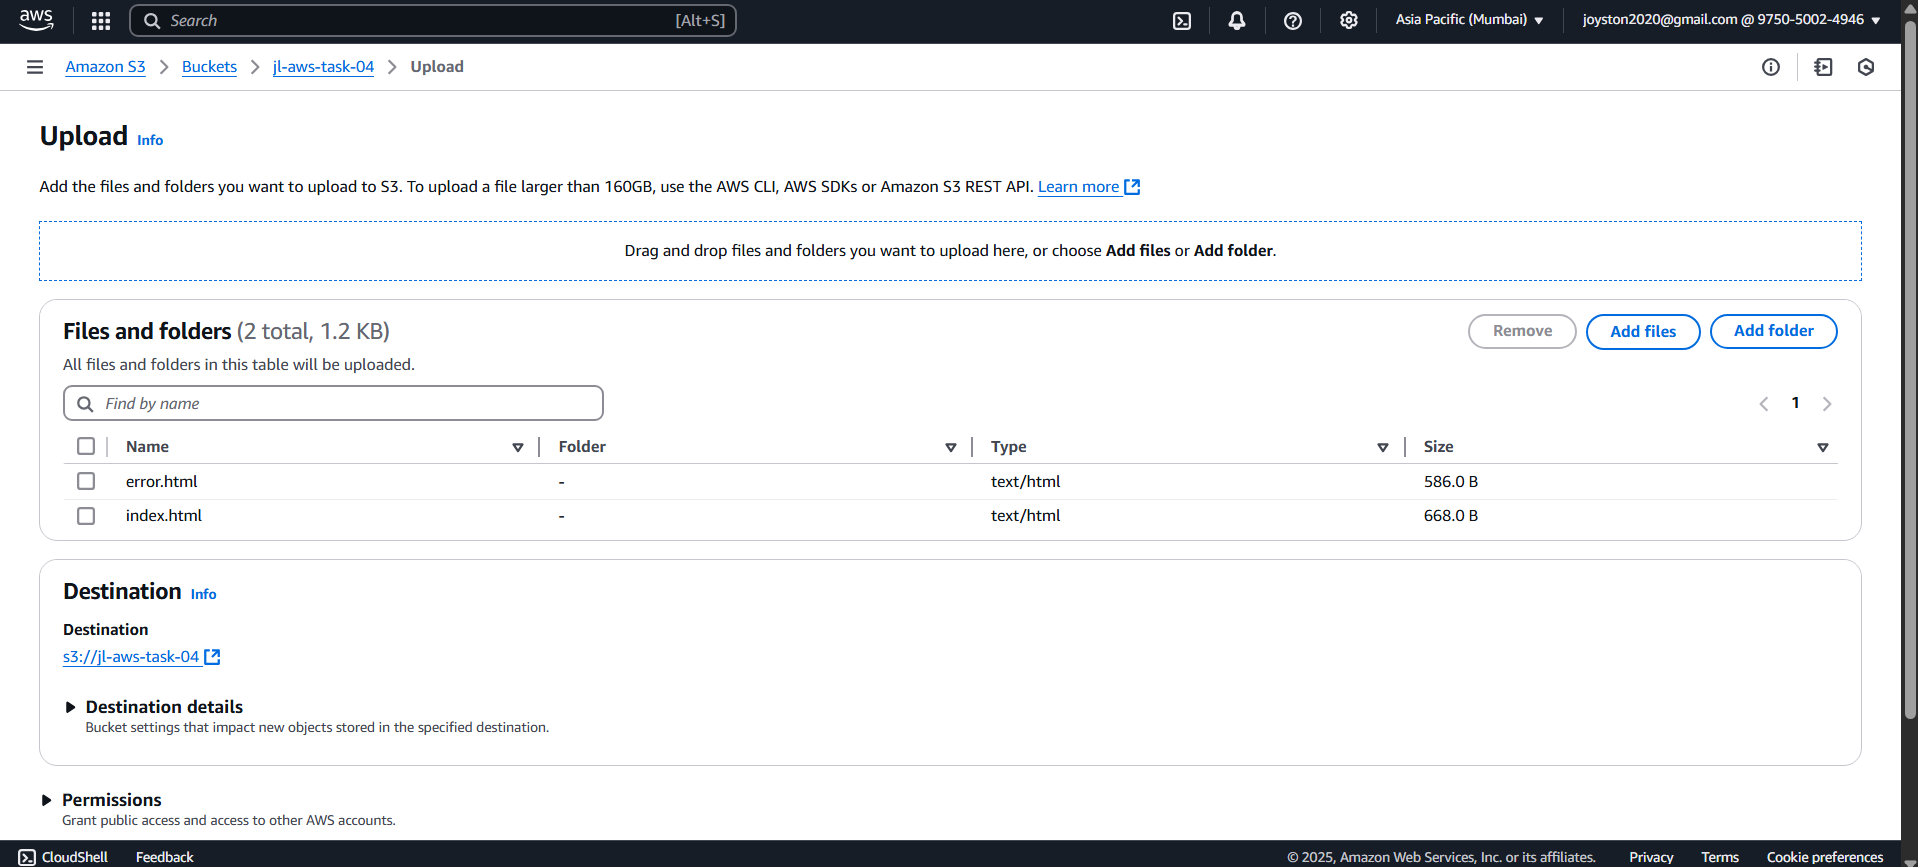 aws Search [Alt+S] Asia Pacific (Mumbai) joyston2020@gmail.com @ 9750-5002-4946
Amazon S3 Buckets jl-aws-task-04 Upload
Upload Info
Add the files and folders you want to upload to S3. To upload a file larger than 160GB, use the AWS CLI, AWS SDKs or Amazon S3 REST API. Learn more
Drag and drop files and folders you want to upload here, or choose Add files or Add folder.
Files and folders (2 total, 1.2 KB) Remove Add files Add folder
All files and folders in this table will be uploaded.
Find by name 1
Name Folder Type Size
error.html - text/html 586.0 B
index.html - text/html 668.0 B
Destination Info
Destination
s3://jl-aws-task-04
Destination details
Bucket settings that impact new objects stored in the specified destination.
Permissions
Grant public access and access to other AWS accounts.
CloudShell Feedback © 2025, Amazon Web Services, Inc. or its affiliates. Privacy Terms Cookie preferences